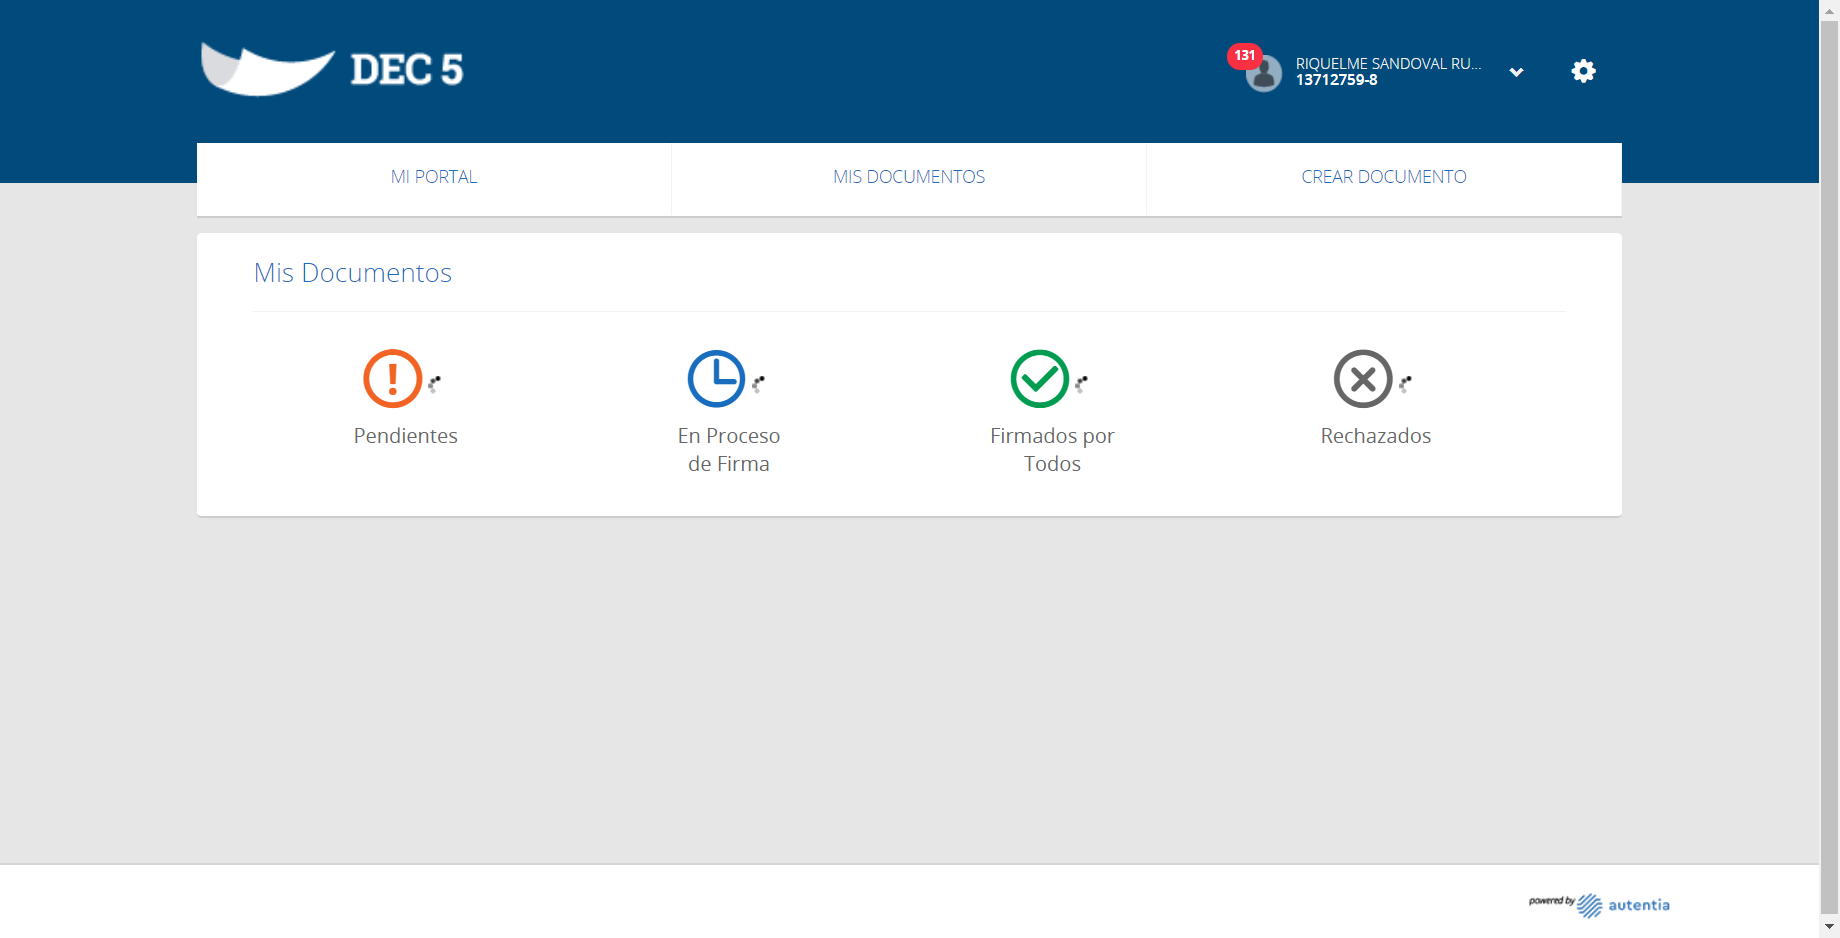 DEC 5
131
RIQUELME SANDOVAL RU...
13712759-8
MI PORTAL
MIS DOCUMENTOS
CREAR DOCUMENTO
Mis Documentos
Pendientes
En Proceso
de Firma
Firmados por
Todos
Rechazados
powered by autentia